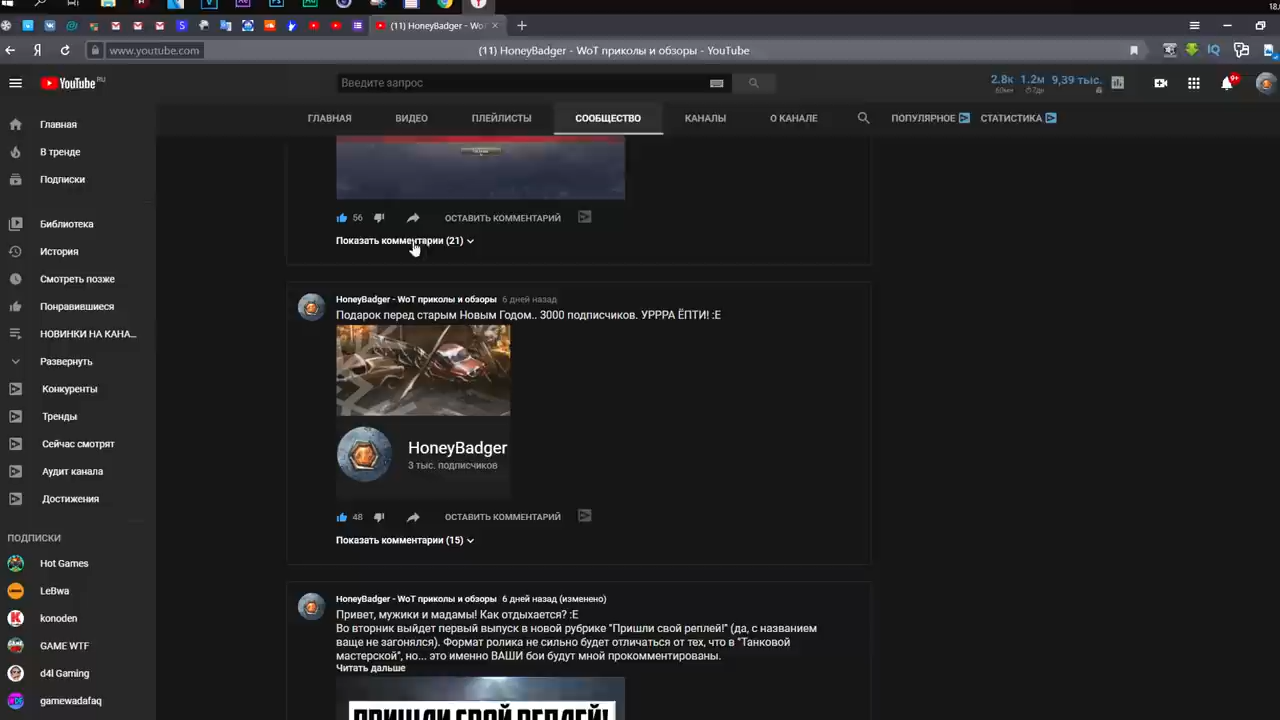 (11) HoneyBadger - Wo
www.youtube.com
(11) HoneyBadger - WoT приколы и обзоры - YouTube
YouTube RU
Введите запрос
2.8к 1.2м 9,39 тыс.
9+
ГЛАВНАЯ ВИДЕО ПЛЕЙЛИСТЫ СООБЩЕСТВО КАНАЛЫ О КАНАЛЕ ПОПУЛЯРНОЕ СТАТИСТИКА
Главная
В тренде
Подписки
Библиотека
История
Смотреть позже
Понравившиеся
НОВИНКИ НА КАНА...
Развернуть
Конкуренты
Тренды
Сейчас смотрят
Аудит канала
Достижения
ПОДПИСКИ
Hot Games
LeBwa
konoden
GAME WTF
d4l Gaming
gamewadafaq
56 ОСТАВИТЬ КОММЕНТАРИЙ
Показать комментарии (21)
HoneyBadger - WoT приколы и обзоры 6 дней назад
Подарок перед старым Новым Годом.. 3000 подписчиков. УРРРА ЁПТИ! :E
HoneyBadger
3 тыс. подписчиков
48 ОСТАВИТЬ КОММЕНТАРИЙ
Показать комментарии (15)
HoneyBadger - WoT приколы и обзоры 6 дней назад (изменено)
Привет, мужики и мадамы! Как отдыхается? :E
Во вторник выйдет первый выпуск в новой рубрике "Пришли свой реплей!" (да, с названием
ваще не загонялся). Формат ролика не сильно будет отличаться от тех, что в "Танковой
мастерской", но... это именно ВАШИ бои будут мной прокомментированы.
Читать дальше
ПРИШЛИ СВОЙ РЕПЛЕЙ!